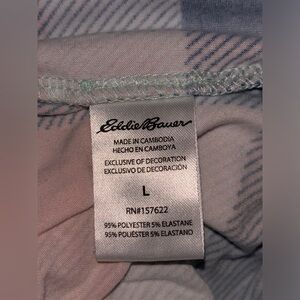 Eddie Bauer
MADE IN CAMBODIA
HECHO EN CAMBOYA
EXCLUSIVE OF DECORATION
EXCLUSIVO DE DECORACIÓN
L
RN#157622
95% POLYESTER 5% ELASTANE
95% POLIÉSTER 5% ELASTANO